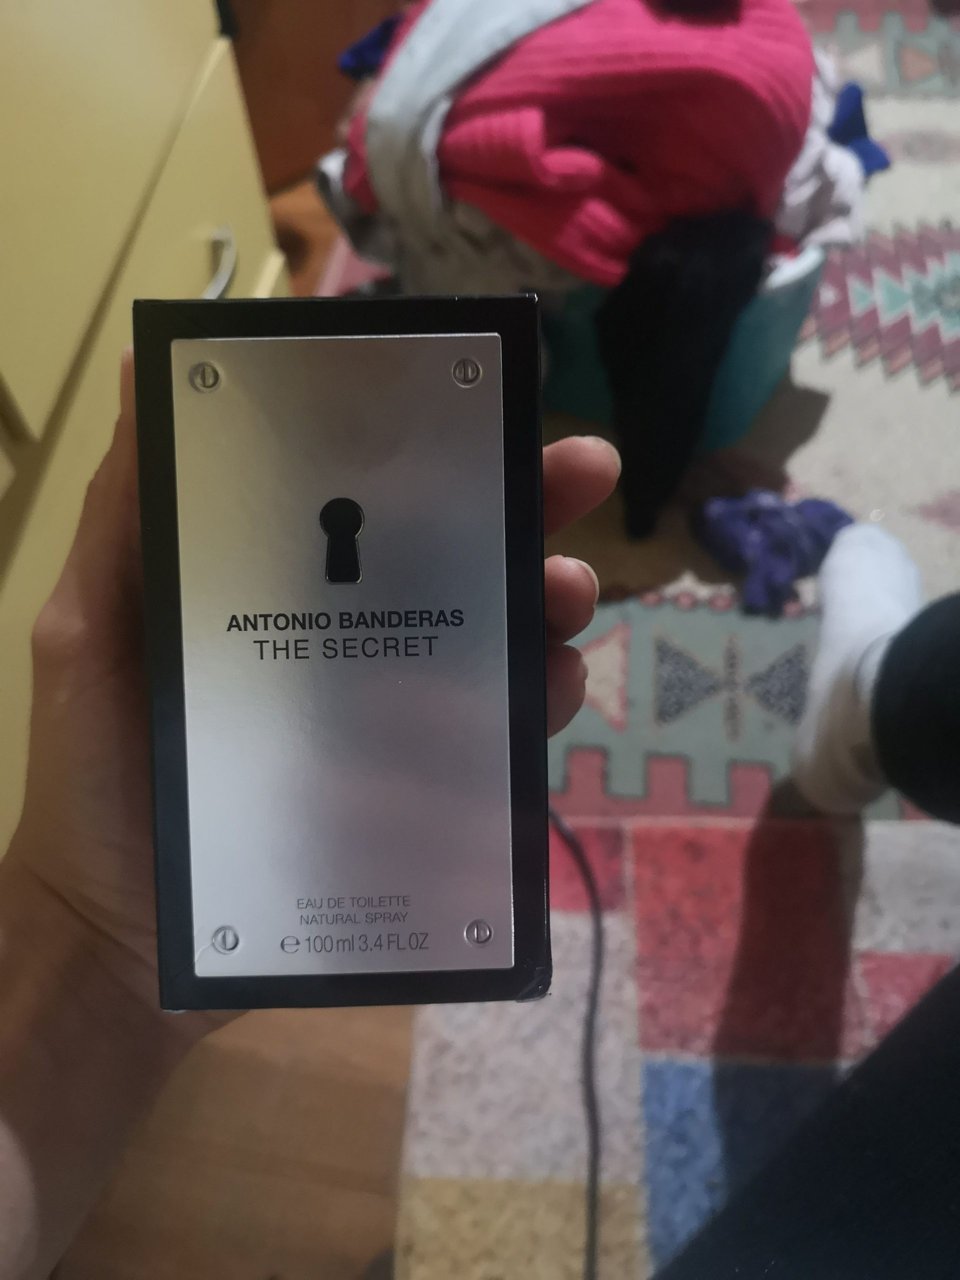 ANTONIO BANDERAS
THE SECRET
EAU DE TOILETTE
NATURAL SPRAY
℮ 100 ml 3.4 FL OZ